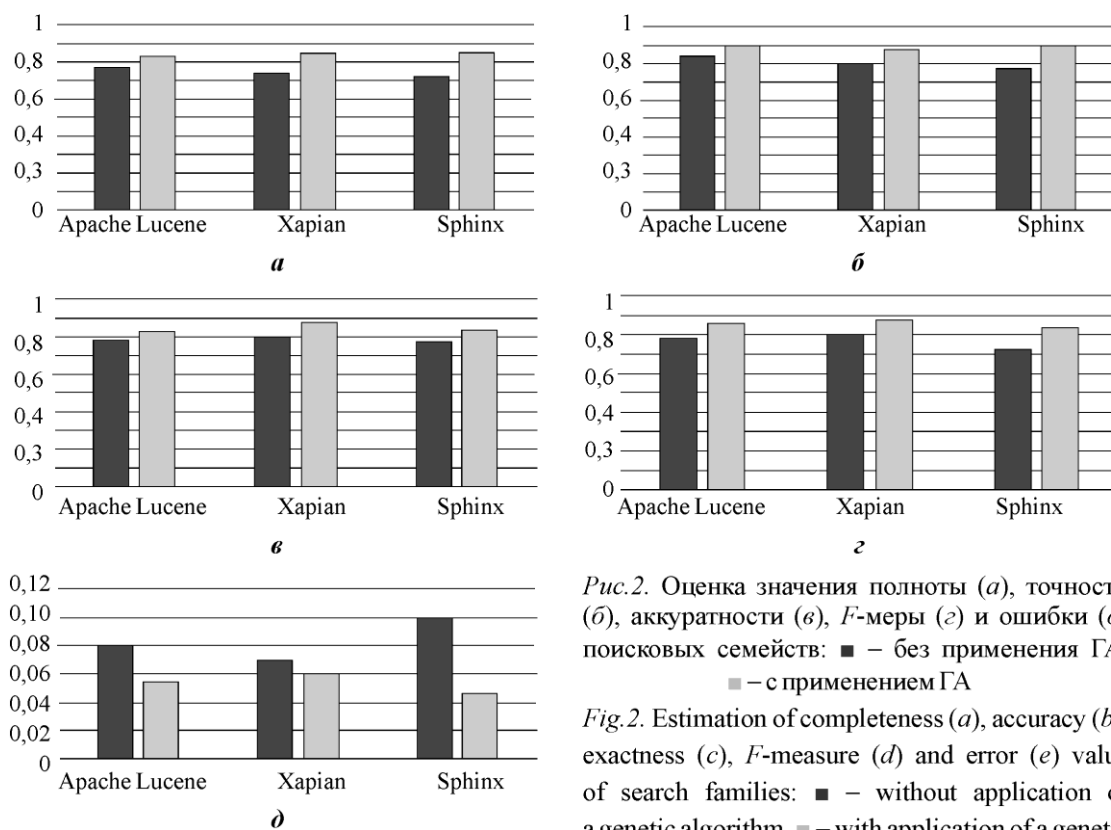 1
0,8
0,6
0,4
0,3
0
Apache Lucene Xapian Sphinx
а
1
0,8
0,6
0,4
0,3
0
Apache Lucene Xapian Sphinx
б
1
0,8
0,6
0,4
0,3
0
Apache Lucene Xapian Sphinx
в
1
0,8
0,6
0,4
0,3
0
Apache Lucene Xapian Sphinx
г
0,12
0,10
0,08
0,06
0,04
0,02
0
Apache Lucene Xapian Sphinx
д
Рис.2. Оценка значения полноты (а), точност
(б), аккуратности (в), F-меры (г) и ошибки (
поисковых семейств: ■ – без применения ГА
■ – с применением ГА
Fig.2. Estimation of completeness (a), accuracy (b
exactness (c), F-measure (d) and error (e) valu
of search families: ■ – without application o
a genetic algorithm, ■ – with application of a genet